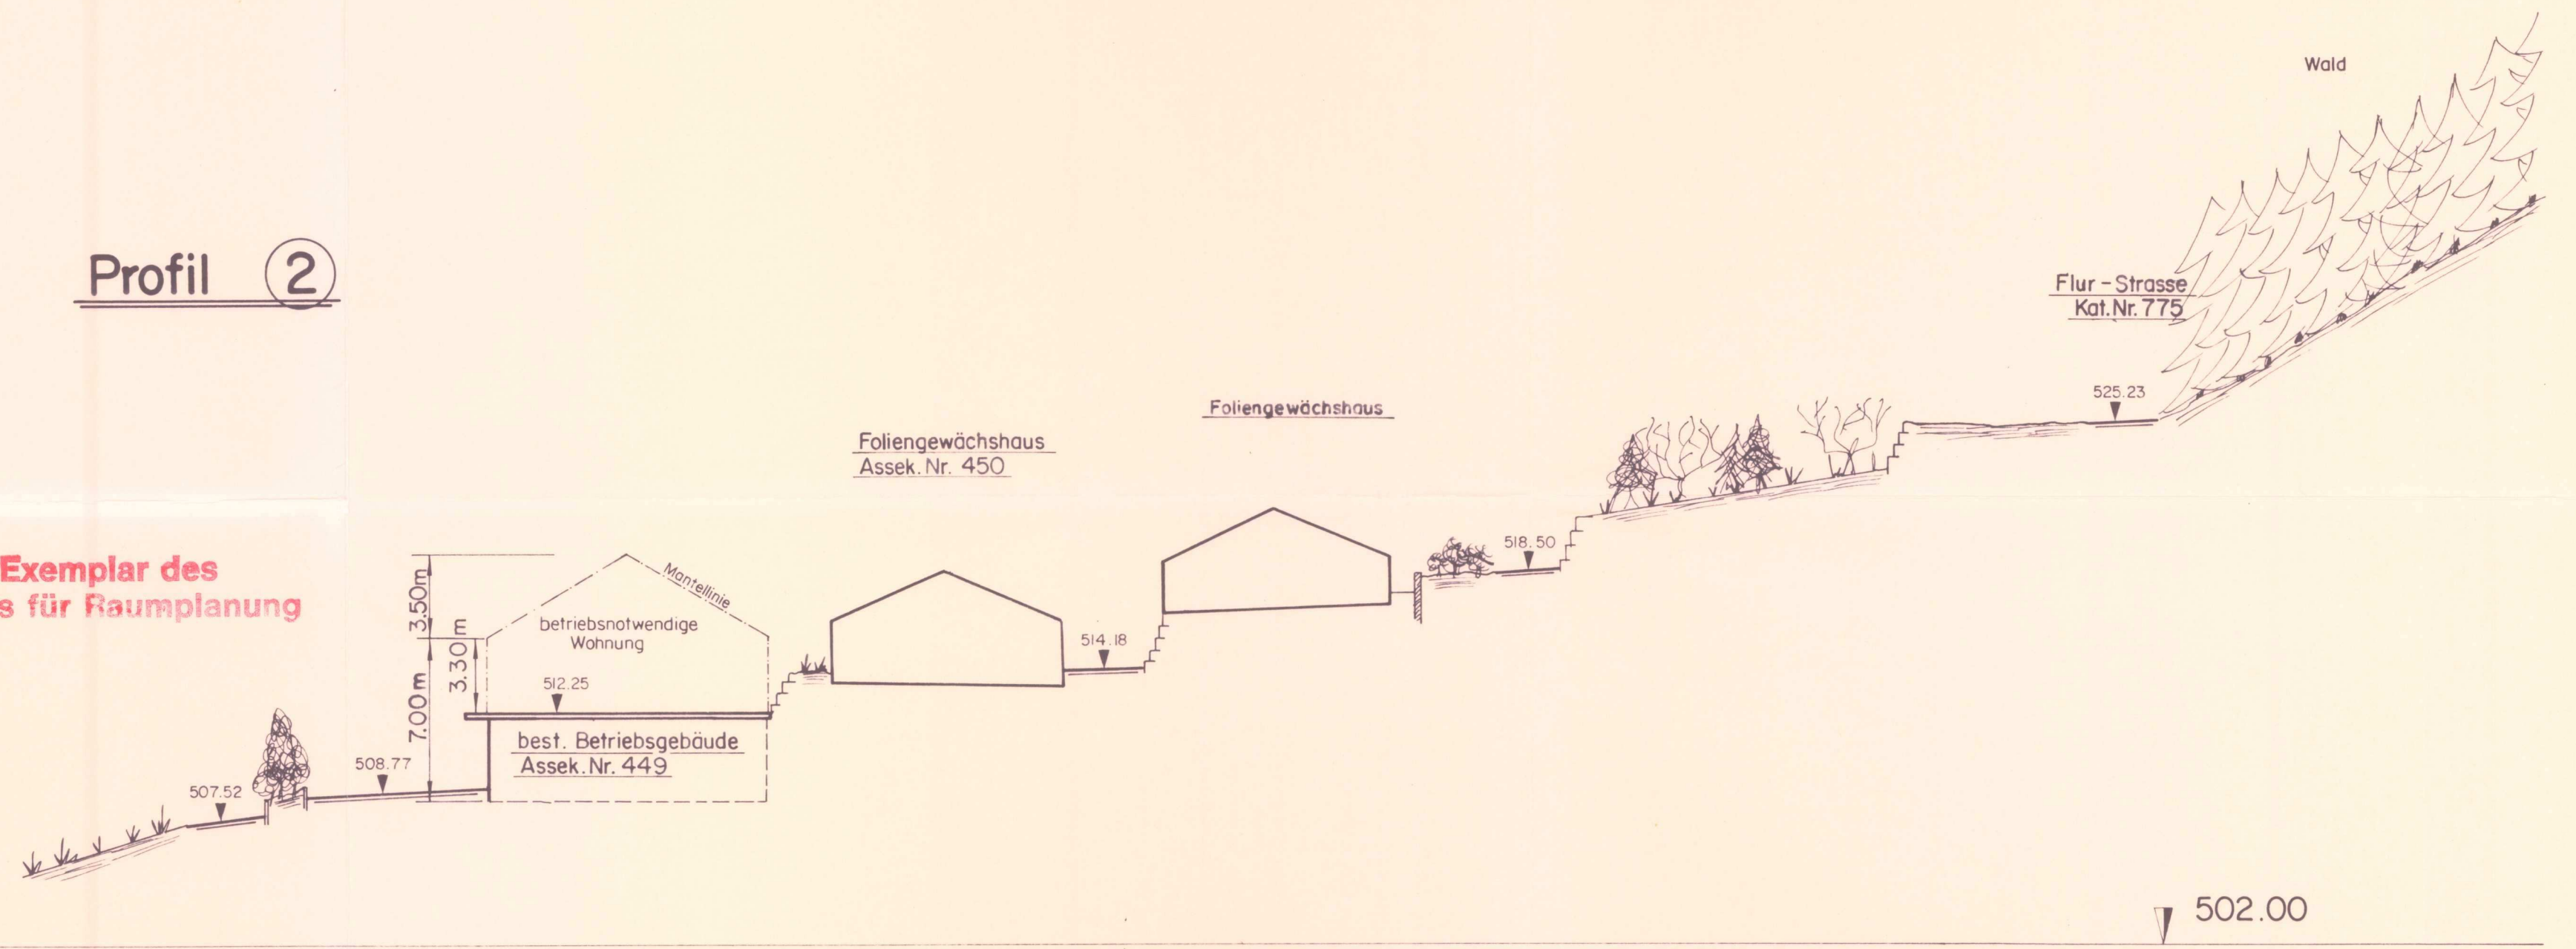 Wald
Profil 2
Flur - Strasse
Kat.Nr. 775
525.23
Foliengewächshaus
Foliengewächshaus
Assek. Nr. 450
518.50
Exemplar des
s für Raumplanung
3.50m
Mantellinie
betriebsnotwendige
Wohnung
3.30 m
7.00 m
514.18
512.25
best. Betriebsgebäude
Assek. Nr. 449
508.77
507.52
502.00